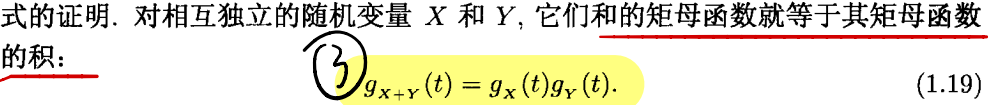 式的证明. 对相互独立的随机变量 X 和 Y, 它们和的矩母函数就等于其矩母函数
的积:
③ g_{X+Y}(t) = g_X(t)g_Y(t). (1.19)